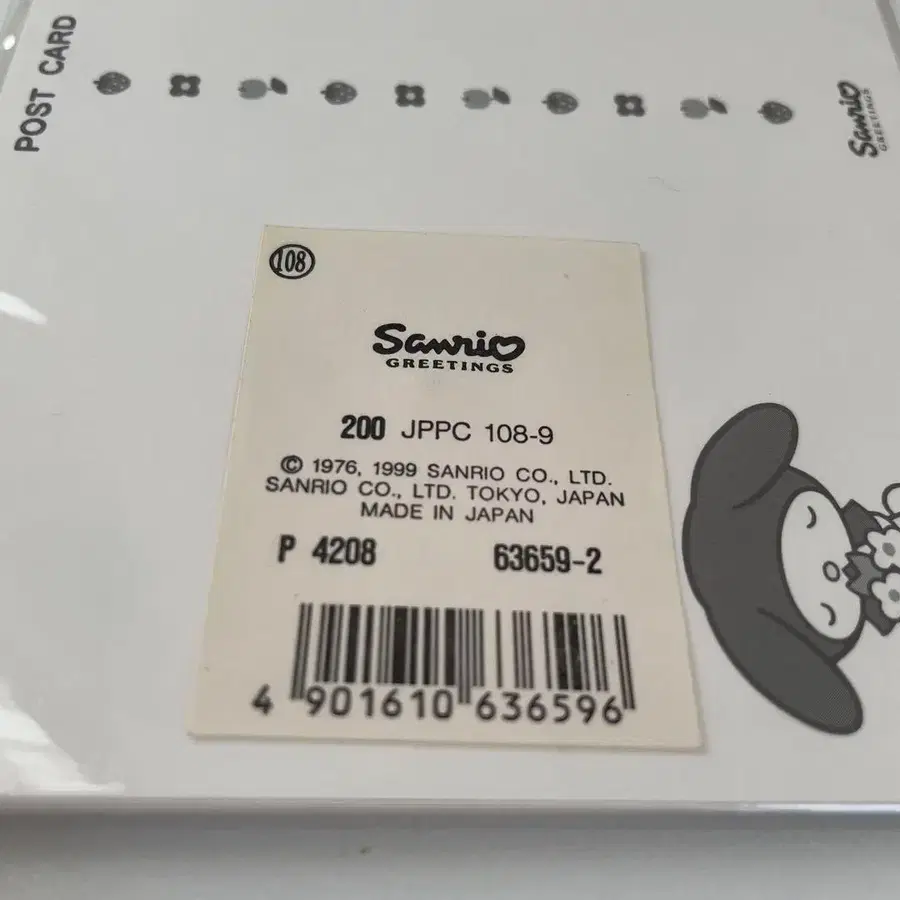 POST CARD
Sanrio
GREETINGS
108
Sanrio
GREETINGS
200 JPPC 108-9
© 1976, 1999 SANRIO CO., LTD.
SANRIO CO., LTD. TOKYO, JAPAN
MADE IN JAPAN
P 4208 63659-2
4 901610 636596